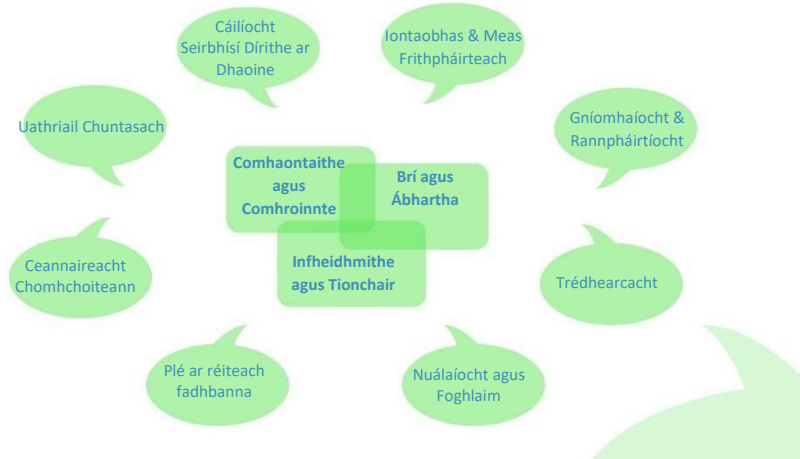 Cáilíocht
Seirbhísí Dírithe ar
Dhaoine
Iontaobhas & Meas
Frithpháirteach
Uathriail Chuntasach
Gníomhaíocht &
Rannpháirtíocht
Comhaontaithe
agus
Comhroinnte
Brí agus
Ábhartha
Infheidhmithe
agus Tionchair
Ceannaireacht
Chomhchoiteann
Trédhearcacht
Plé ar réiteach
fadhbanna
Nuálaíocht agus
Foghlaim